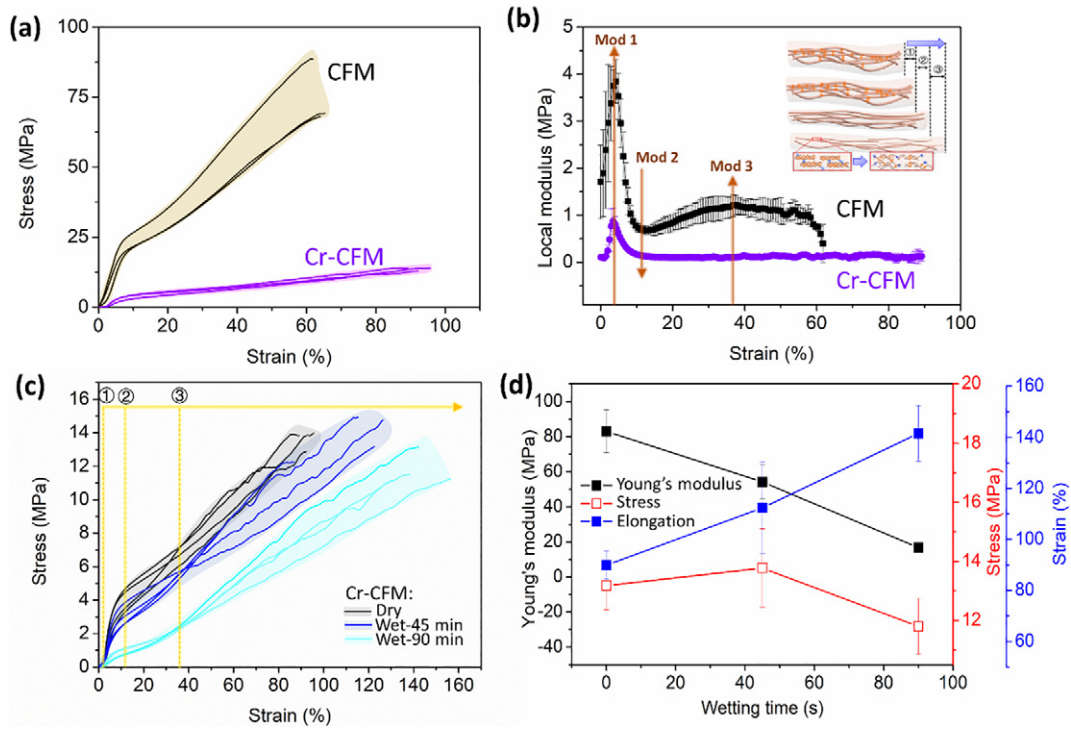 (a)
100
75
50
25
0
Stress (MPa)
CFM
Cr-CFM
0 20 40 60 80 100
Strain (%)
(b)
5
4
3
2
1
0
Local modulus (MPa)
Mod 1
Mod 2
Mod 3
①
②
③
CFM
Cr-CFM
0 20 40 60 80 100
Strain (%)
(c)
① ② ③
16
14
12
10
8
6
4
2
0
Stress (MPa)
Cr-CFM:
Dry
Wet-45 min
Wet-90 min
0 20 40 60 80 100 120 140 160
Strain (%)
(d)
100
80
60
40
20
0
-20
-40
Young's modulus (MPa)
Young's modulus
Stress
Elongation
20
18
16
14
12
Stress (MPa)
160
140
120
100
80
60
Strain (%)
0 20 40 60 80 100
Wetting time (s)